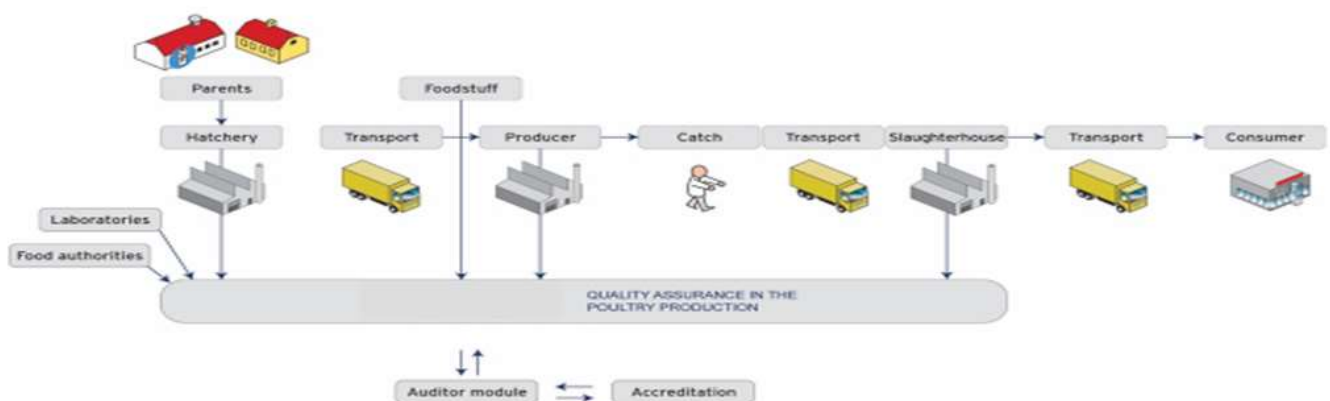 Parents
Foodstuff
Hatchery
Transport
Producer
Catch
Transport
Slaughterhouse
Transport
Consumer
Laboratories
Food authorities
QUALITY ASSURANCE IN THE
POULTRY PRODUCTION
Auditor module
Accreditation